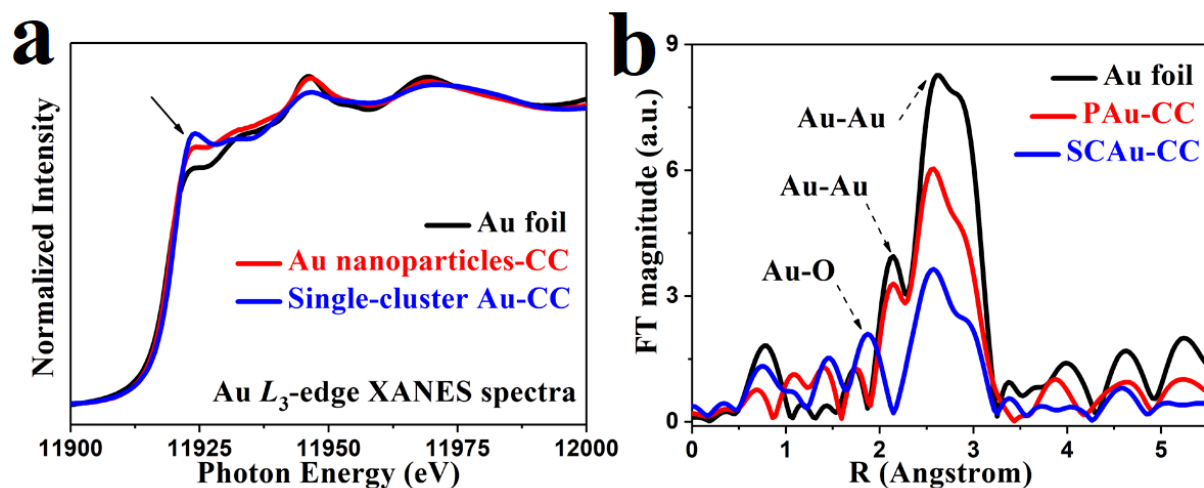 a
Normalized Intensity
Au foil
Au nanoparticles-CC
Single-cluster Au-CC
Au L3-edge XANES spectra
11900 11925 11950 11975 12000
Photon Energy (eV)
b
FT magnitude (a.u.)
9
6
3
0
Au foil
PAu-CC
SCAu-CC
Au-Au
Au-Au
Au-O
0 1 2 3 4 5
R (Angstrom)